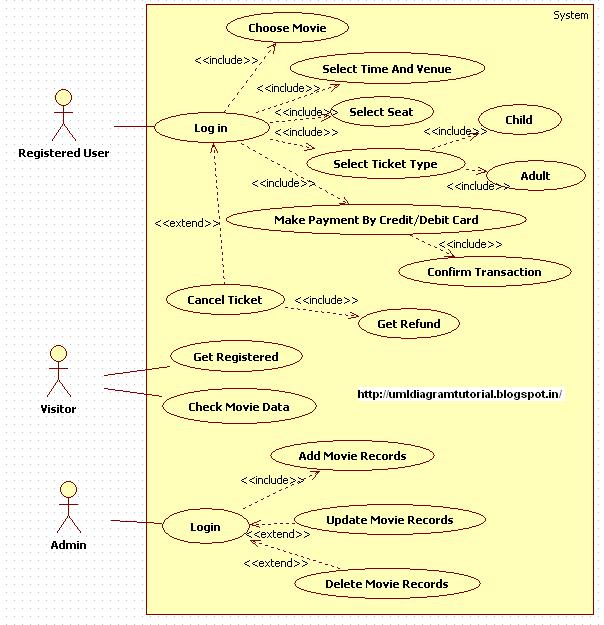 System
Choose Movie
<<include>>
Select Time And Venue
<<include>>
Select Seat
<<include>>
Child
Log in
<<include>>
<<include>>
Registered User
Select Ticket Type
Adult
<<include>>
<<include>>
Make Payment By Credit/Debit Card
<<extend>>
<<include>>
Confirm Transaction
Cancel Ticket
<<include>>
Get Refund
Get Registered
Visitor
Check Movie Data
http://umldiagramtutorial.blogspot.in/
Add Movie Records
<<include>>
Login
Update Movie Records
<<extend>>
Admin
<<extend>>
Delete Movie Records